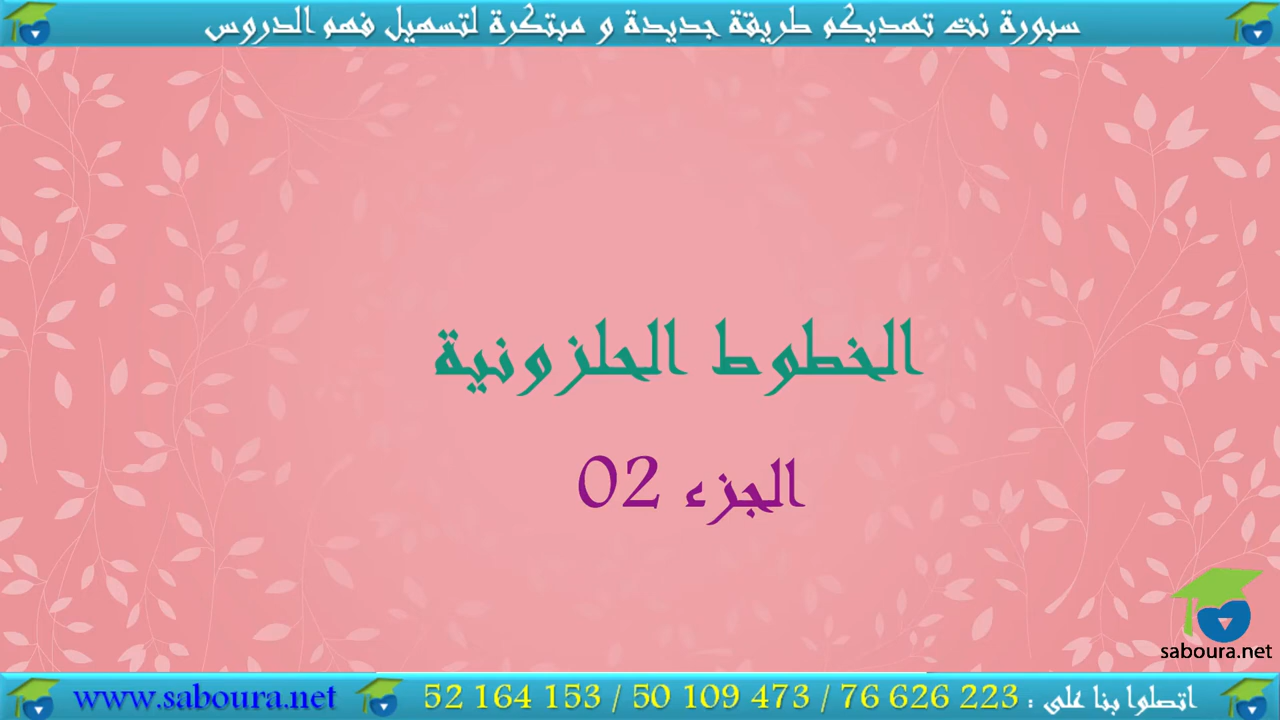 سبورة نت تهديكم طريقة جديدة و مبتكرة لتسهيل فهم الدروس
الخطوط الحلزونية
الجزء 02
saboura.net
اتصلوا بنا على : 223 626 76 / 473 109 50 / 153 164 52
www.saboura.net